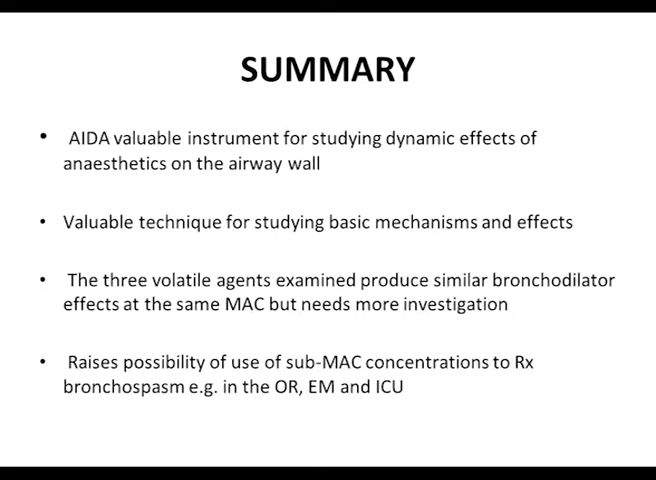 SUMMARY
• AIDA valuable instrument for studying dynamic effects of
anaesthetics on the airway wall
• Valuable technique for studying basic mechanisms and effects
• The three volatile agents examined produce similar bronchodilator
effects at the same MAC but needs more investigation
• Raises possibility of use of sub-MAC concentrations to Rx
bronchospasm e.g. in the OR, EM and ICU